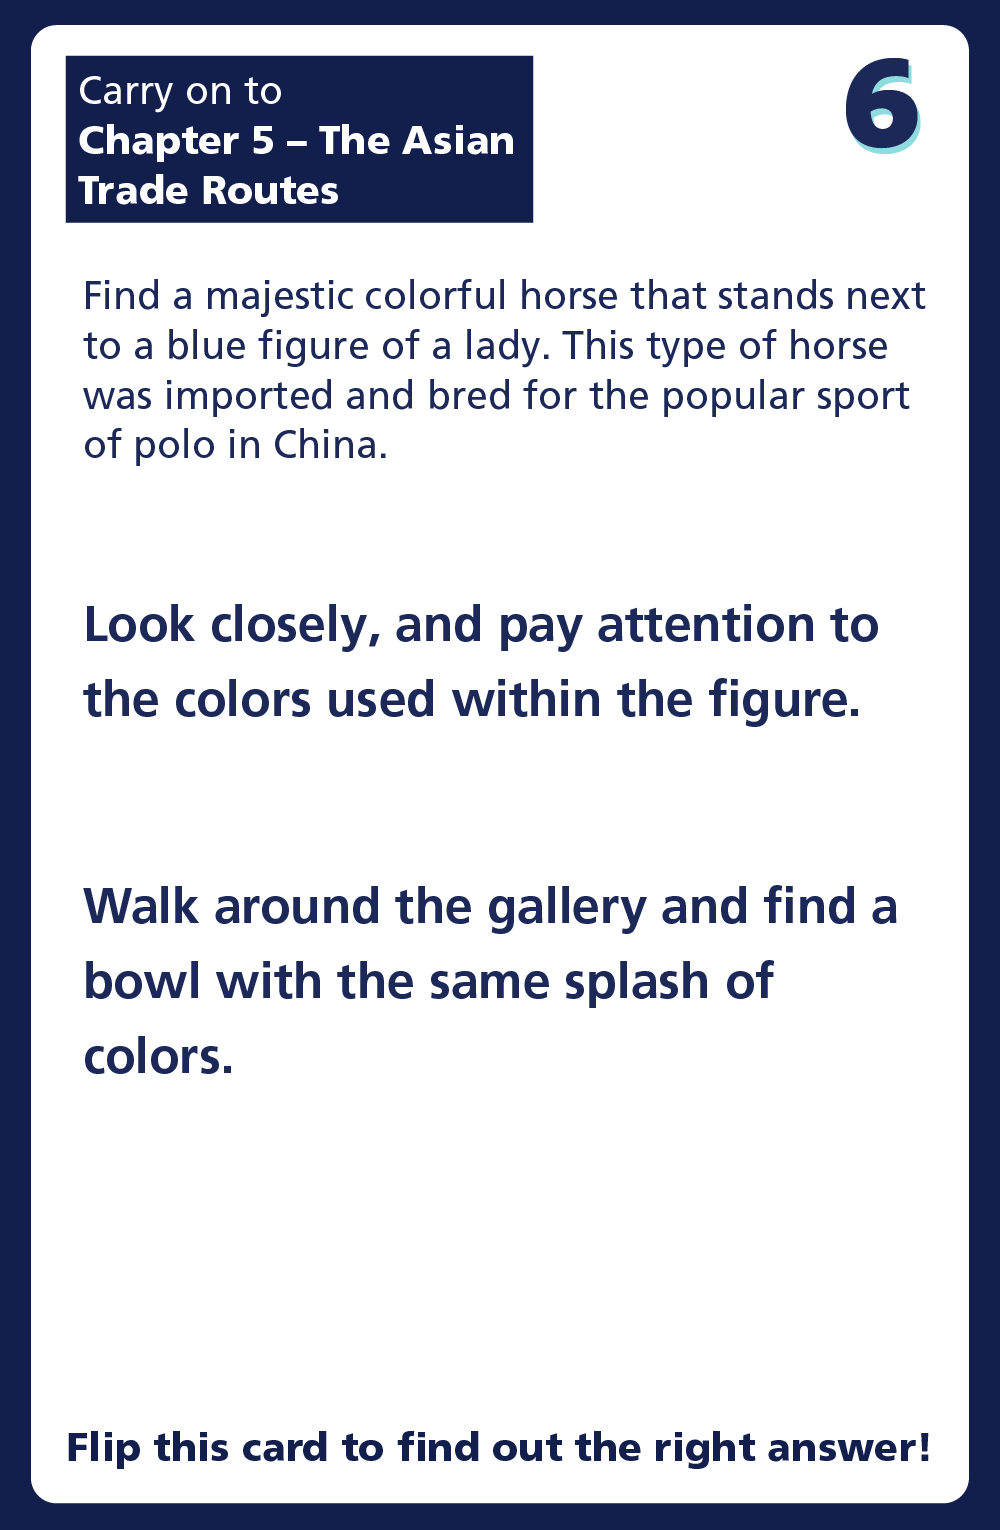 Carry on to
Chapter 5 – The Asian
Trade Routes
6
Find a majestic colorful horse that stands next
to a blue figure of a lady. This type of horse
was imported and bred for the popular sport
of polo in China.
Look closely, and pay attention to
the colors used within the figure.
Walk around the gallery and find a
bowl with the same splash of
colors.
Flip this card to find out the right answer!